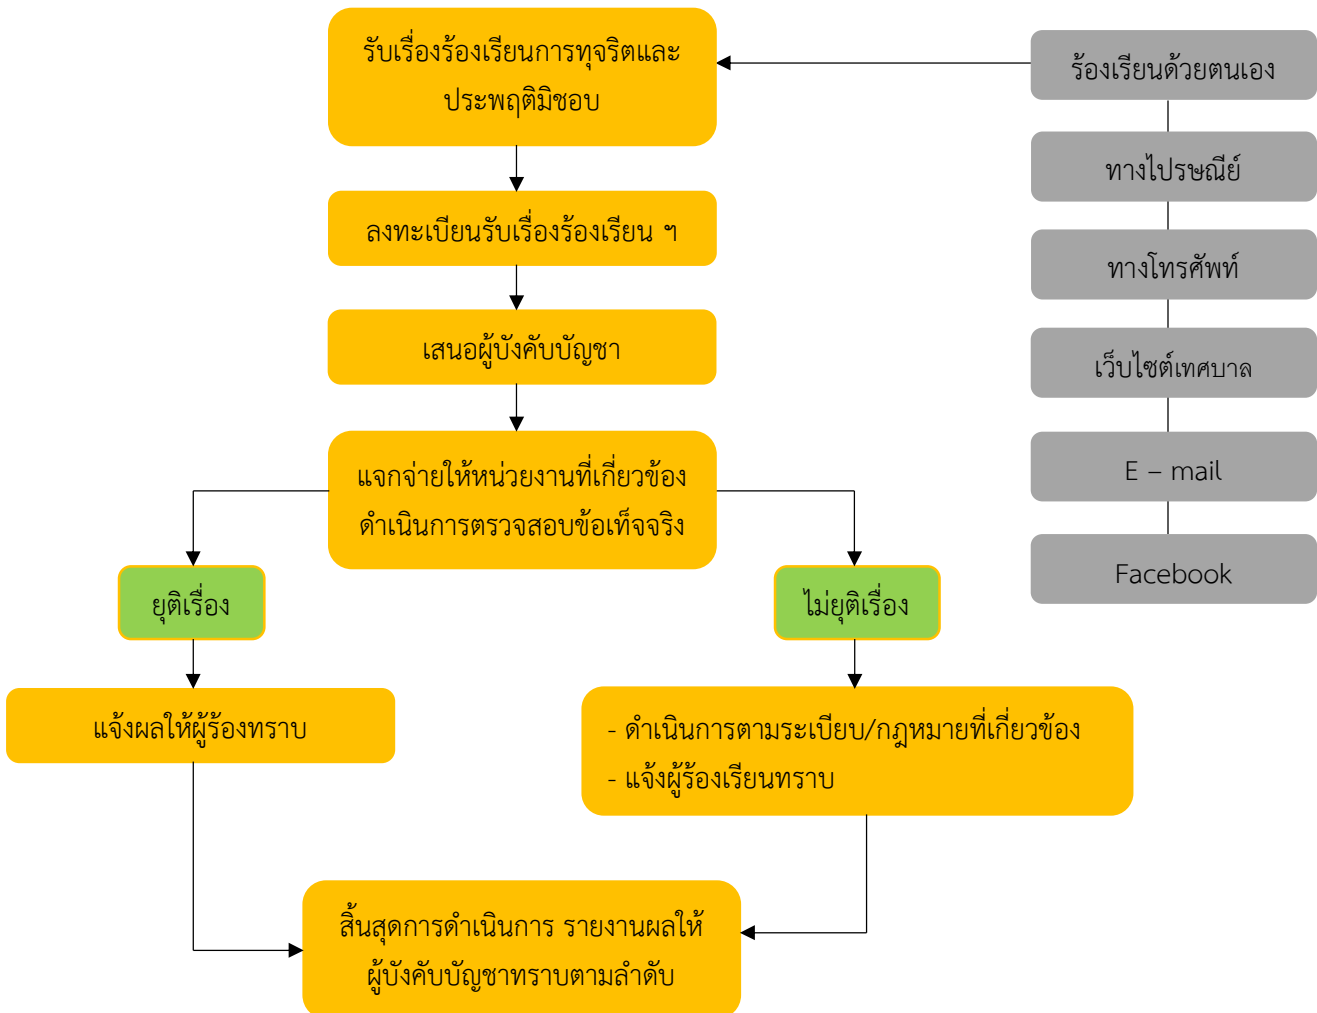 รับเรื่องร้องเรียนการทุจริตและ
ประพฤติมิชอบ
ร้องเรียนด้วยตนเอง
ทางไปรษณีย์
ลงทะเบียนรับเรื่องร้องเรียน ฯ
ทางโทรศัพท์
เสนอผู้บังคับบัญชา
เว็บไซต์เทศบาล
แจกจ่ายให้หน่วยงานที่เกี่ยวข้อง
ดำเนินการตรวจสอบข้อเท็จจริง
E – mail
Facebook
ยุติเรื่อง
ไม่ยุติเรื่อง
แจ้งผลให้ผู้ร้องทราบ
- ดำเนินการตามระเบียบ/กฎหมายที่เกี่ยวข้อง
- แจ้งผู้ร้องเรียนทราบ
สิ้นสุดการดำเนินการ รายงานผลให้
ผู้บังคับบัญชาทราบตามลำดับ